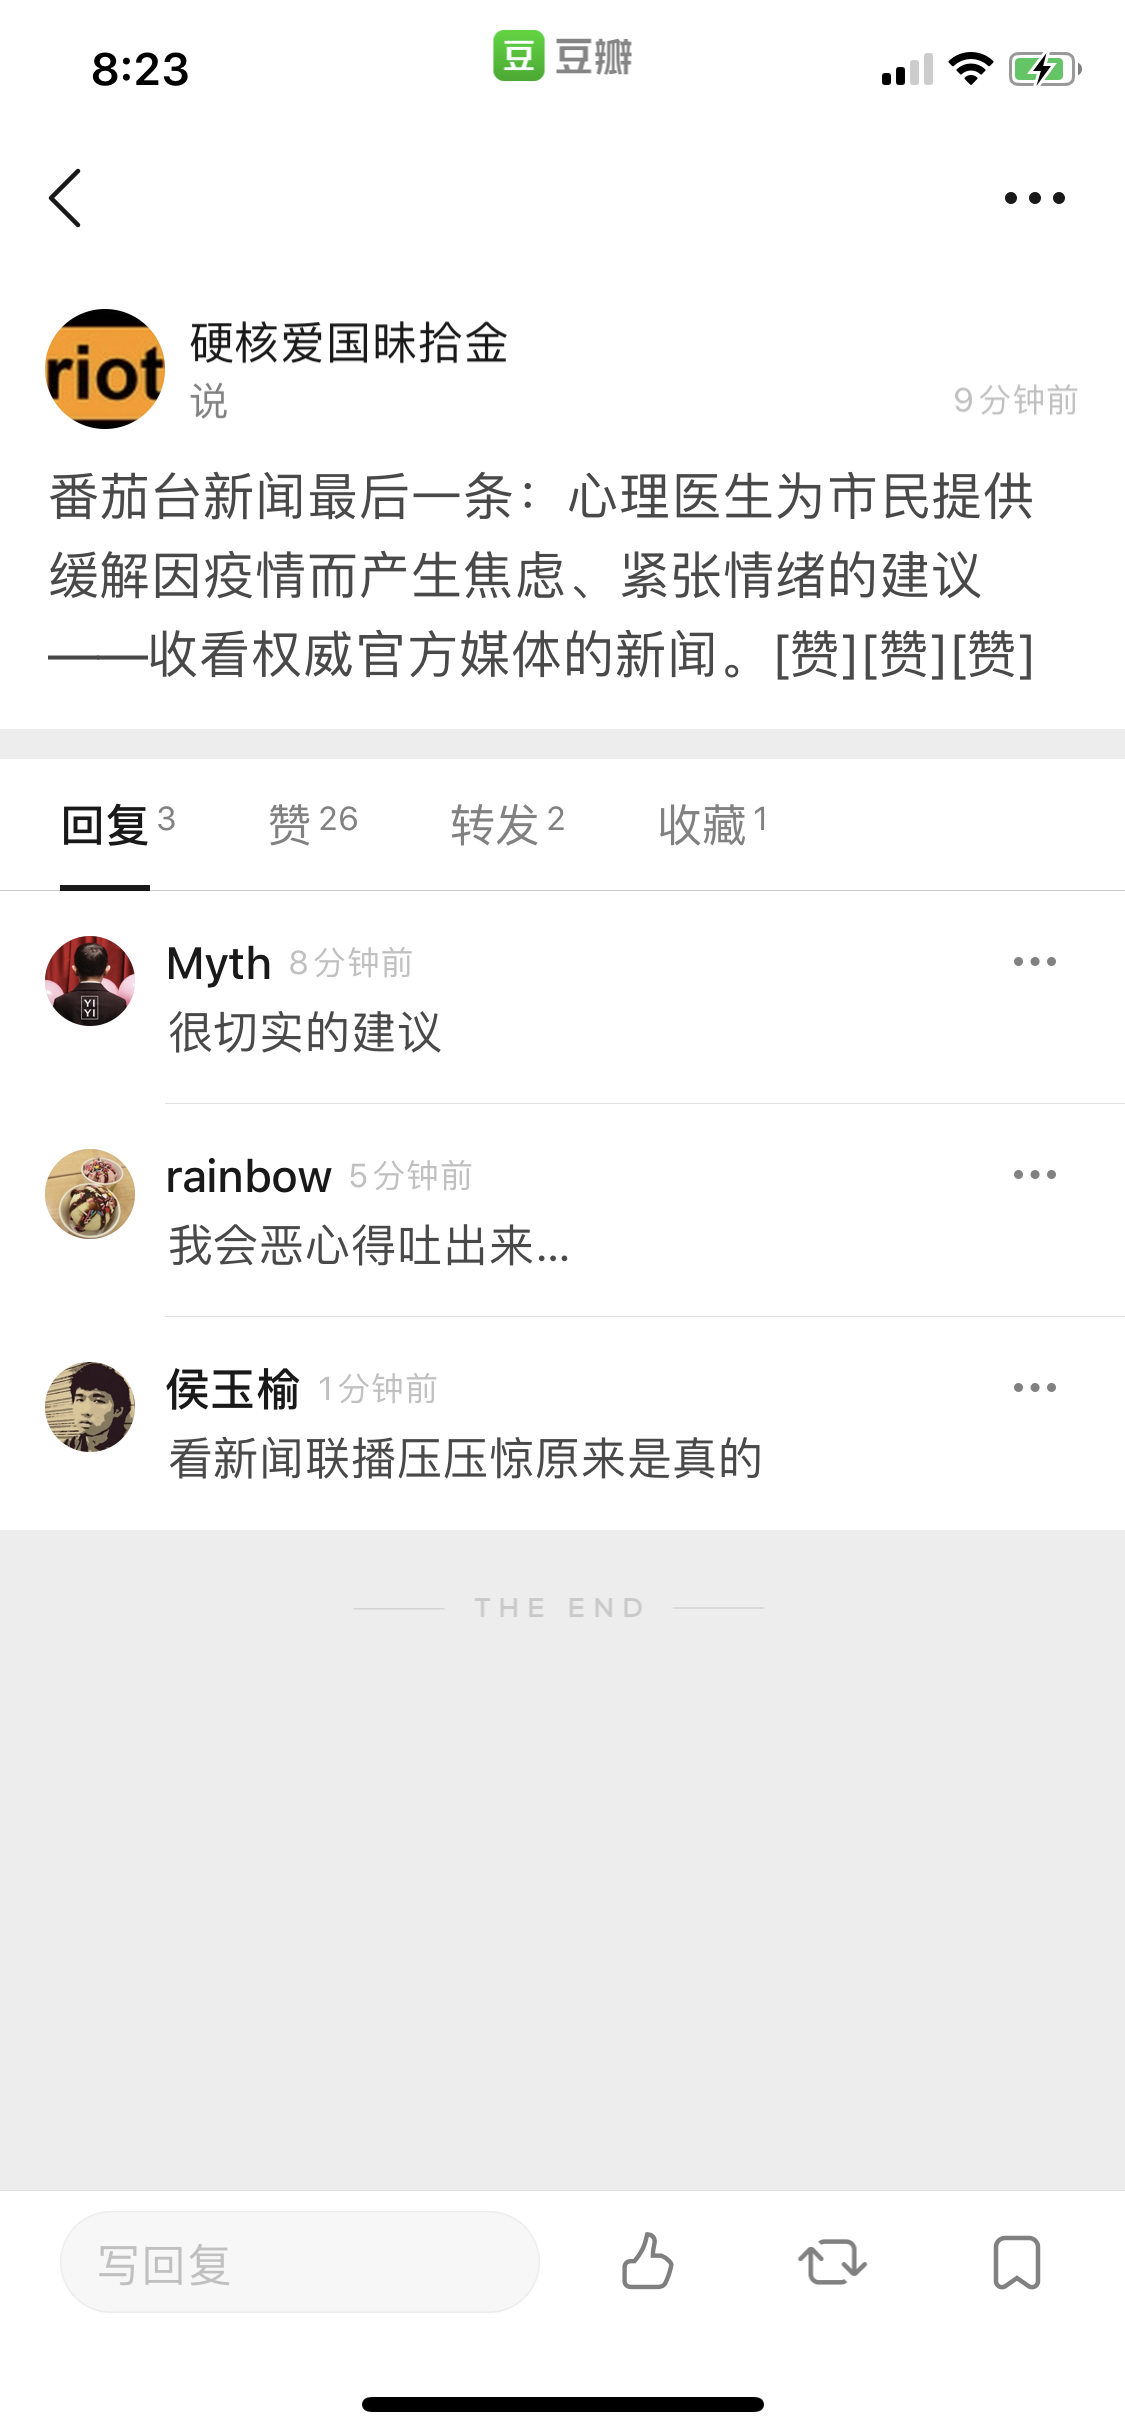 8:23
豆 豆瓣
riot
硬核爱国昧拾金
说
9分钟前
番茄台新闻最后一条：心理医生为市民提供
缓解因疫情而产生焦虑、紧张情绪的建议
——收看权威官方媒体的新闻。[赞][赞][赞]
回复 3 赞 26 转发 2 收藏 1
Myth 8分钟前
YI
YI
很切实的建议
rainbow 5分钟前
我会恶心得吐出来...
侯玉榆 1分钟前
看新闻联播压压惊原来是真的
THE END
写回复